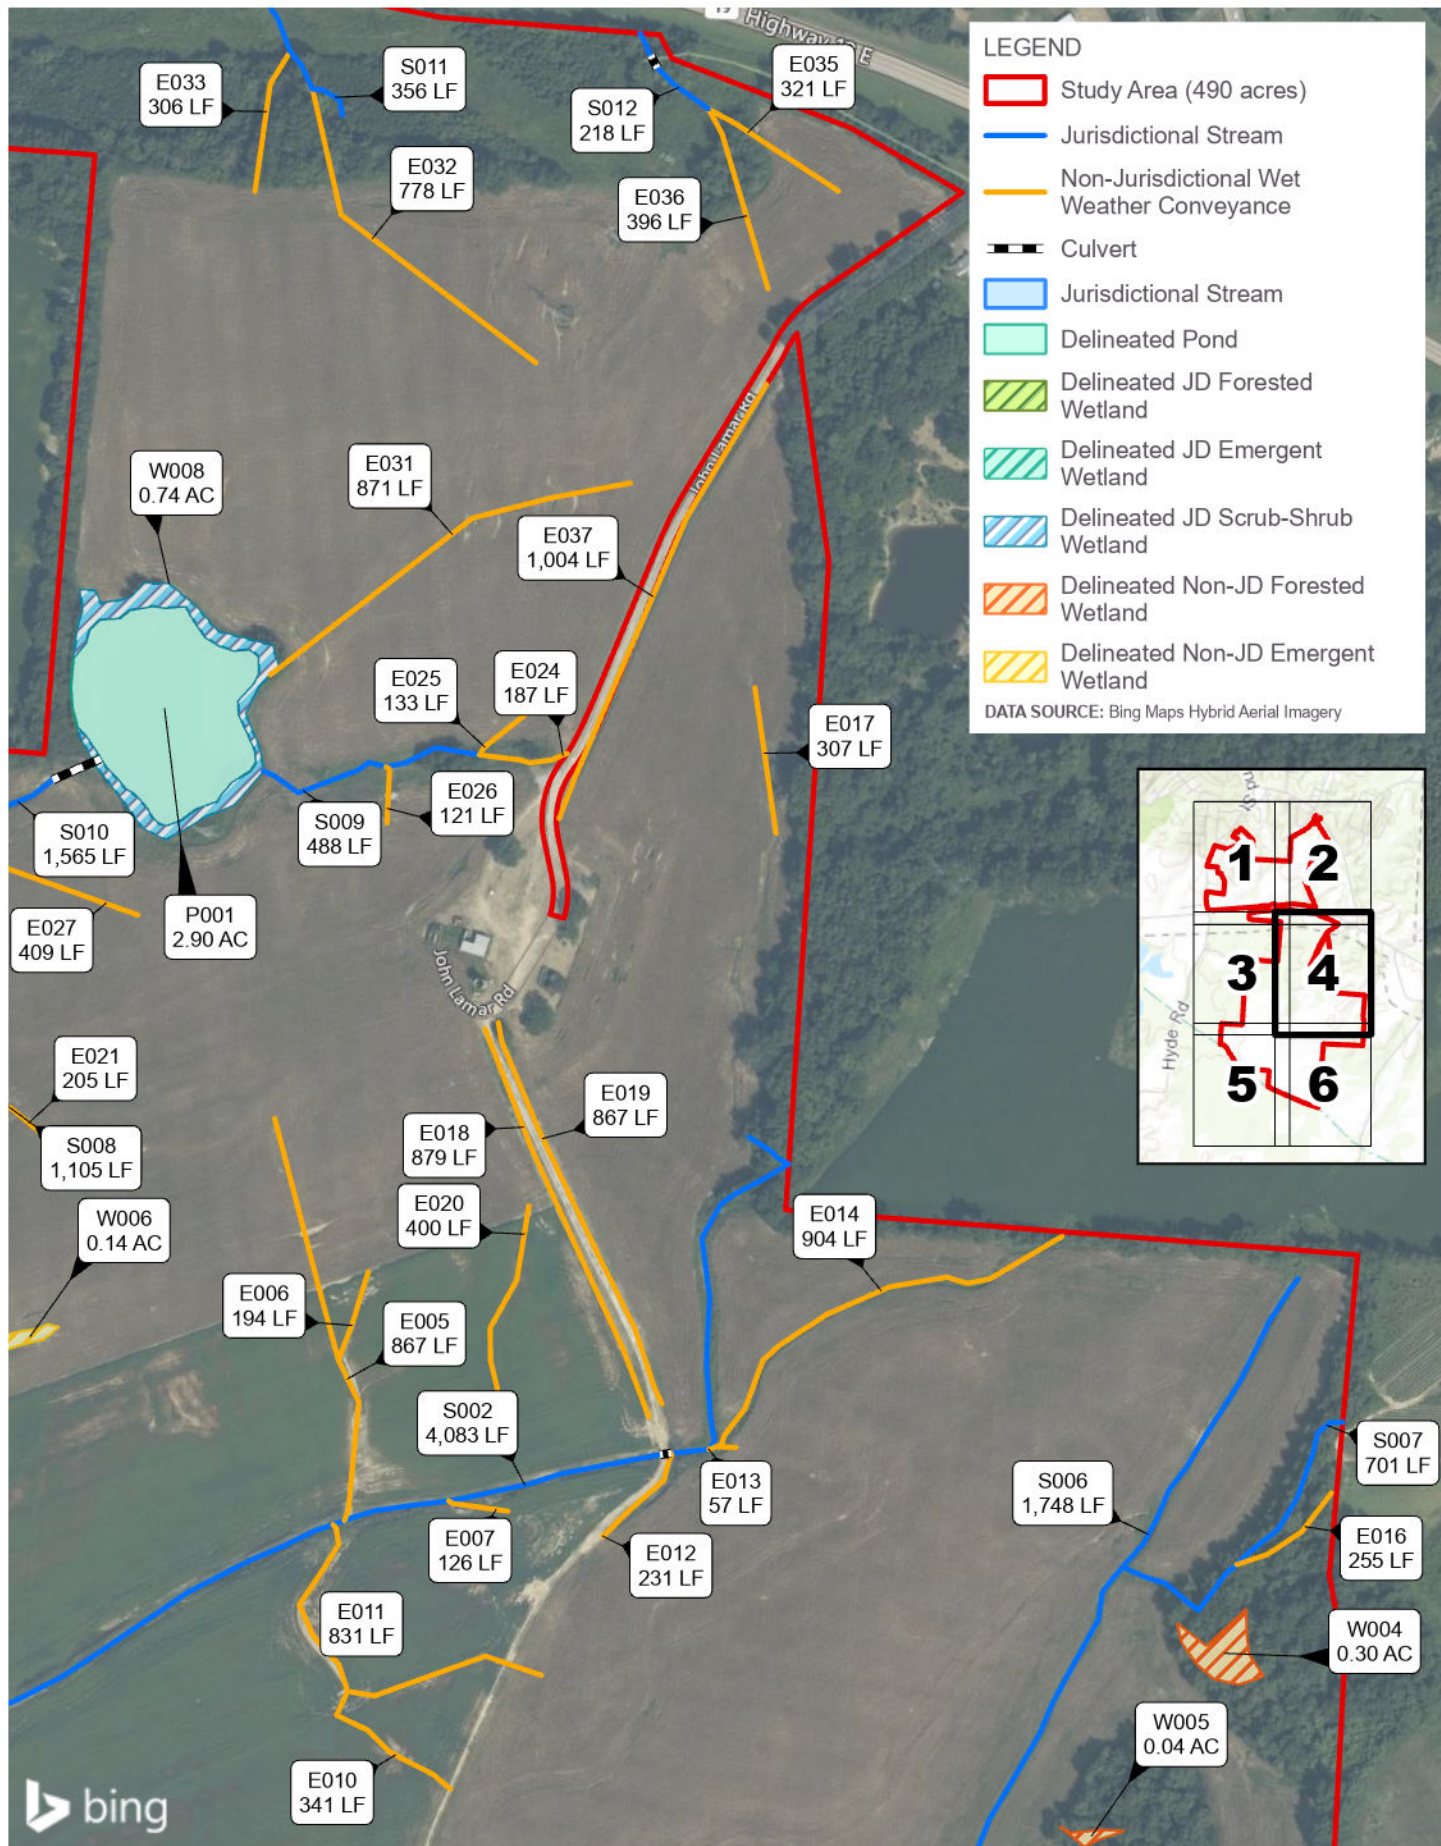 19
Highway 19 E
E033
306 LF
S011
356 LF
S012
218 LF
E035
321 LF
E032
778 LF
E036
396 LF
LEGEND
Study Area (490 acres)
Jurisdictional Stream
Non-Jurisdictional Wet
Weather Conveyance
Culvert
Jurisdictional Stream
Delineated Pond
Delineated JD Forested
Wetland
Delineated JD Emergent
Wetland
Delineated JD Scrub-Shrub
Wetland
Delineated Non-JD Forested
Wetland
Delineated Non-JD Emergent
Wetland
DATA SOURCE: Bing Maps Hybrid Aerial Imagery
John Lamar Rd
W008
0.74 AC
E031
871 LF
E037
1,004 LF
E025
133 LF
E024
187 LF
E017
307 LF
S010
1,565 LF
S009
488 LF
E026
121 LF
E027
409 LF
P001
2.90 AC
John Lamar Rd
1
2
3
4
5
6
Hyde Rd
E021
205 LF
S008
1,105 LF
E018
879 LF
E019
867 LF
E020
400 LF
W006
0.14 AC
E014
904 LF
E006
194 LF
E005
867 LF
S002
4,083 LF
E013
57 LF
S006
1,748 LF
S007
701 LF
E007
126 LF
E012
231 LF
E016
255 LF
E011
831 LF
W004
0.30 AC
W005
0.04 AC
E010
341 LF
bing